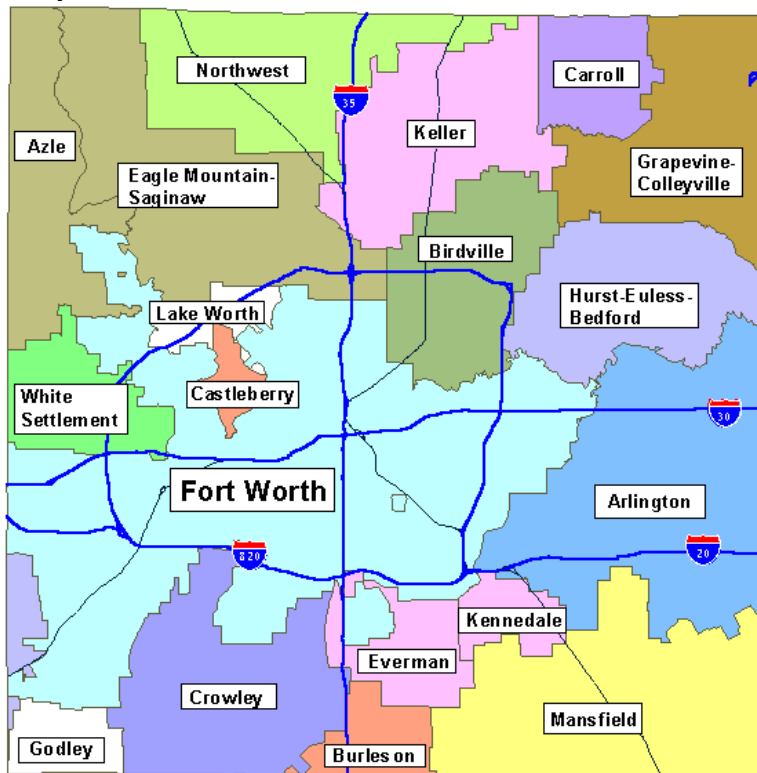 Northwest
35
Carroll
Keller
Azle
Grapevine-
Colleyville
Eagle Mountain-
Saginaw
Birdville
Hurst-Euless-
Bedford
Lake Worth
White
Settlement
Castleberry
30
Fort Worth
Arlington
820
20
Kennedale
Everman
Crowley
Mansfield
Godley
Burleson